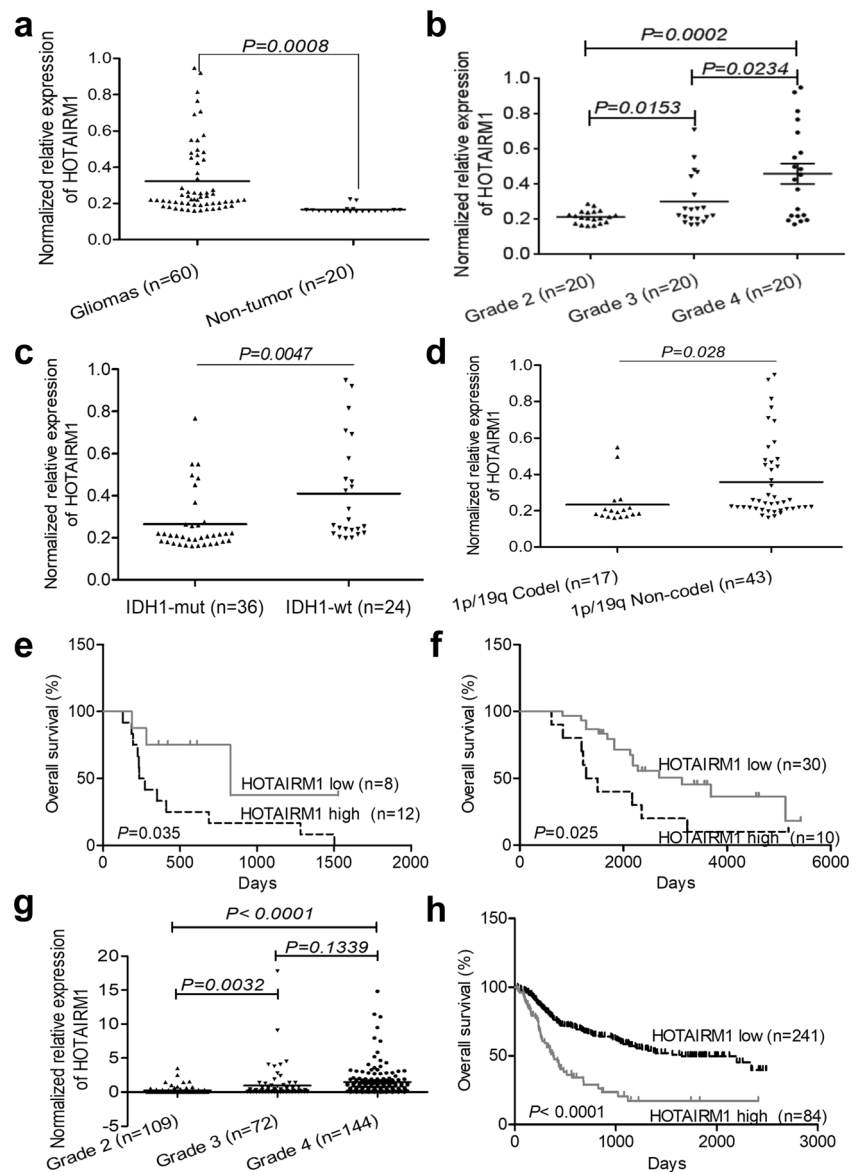 a
Normalized relative expression
of HOTAIRM1
1.0
0.8
0.6
0.4
0.2
0.0
P=0.0008
Gliomas (n=60)
Non-tumor (n=20)
b
Normalized relative expression
of HOTAIRM1
1.0
0.8
0.6
0.4
0.2
0.0
P=0.0002
P=0.0234
P=0.0153
Grade 2 (n=20)
Grade 3 (n=20)
Grade 4 (n=20)
c
Normalized relative expression
of HOTAIRM1
1.0
0.8
0.6
0.4
0.2
0.0
P=0.0047
IDH1-mut (n=36)
IDH1-wt (n=24)
d
Normalized relative expression
of HOTAIRM1
1.0
0.8
0.6
0.4
0.2
0.0
P=0.028
1p/19q Codel (n=17)
1p/19q Non-codel (n=43)
e
Overall survival (%)
150
100
50
0
HOTAIRM1 low (n=8)
HOTAIRM1 high (n=12)
P=0.035
0
500
1000
1500
2000
Days
f
Overall survival (%)
150
100
50
0
HOTAIRM1 low (n=30)
HOTAIRM1 high (n=10)
P=0.025
0
2000
4000
6000
Days
g
Normalized relative expression
of HOTAIRM1
20
15
10
5
0
-5
P< 0.0001
P=0.1339
P=0.0032
Grade 2 (n=109)
Grade 3 (n=72)
Grade 4 (n=144)
h
Overall survival (%)
150
100
50
0
HOTAIRM1 low (n=241)
HOTAIRM1 high (n=84)
P< 0.0001
0
1000
2000
3000
Days